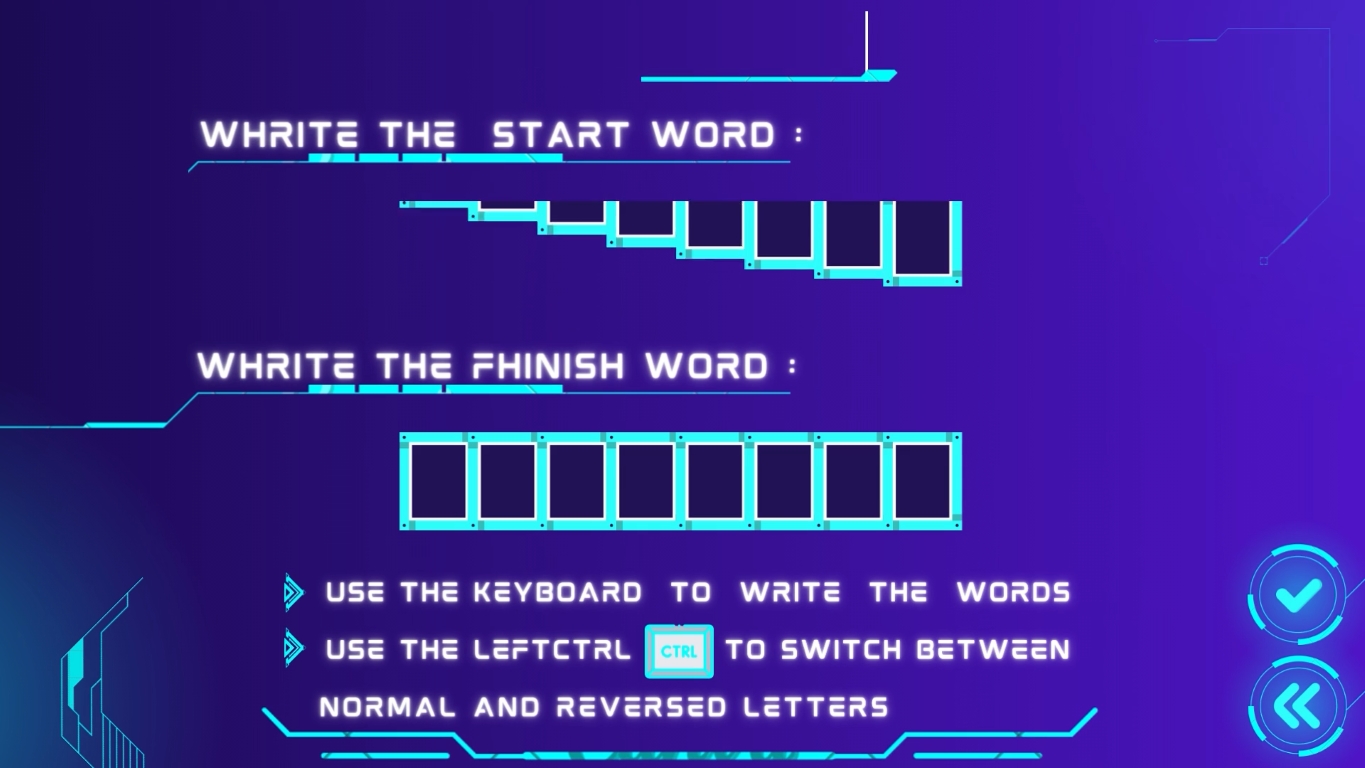 WHRITE THE START WORD :
WHRITE THE FHINISH WORD :
USE THE KEYBOARD TO WRITE THE WORDS
USE THE LEFTCTRL CTRL TO SWITCH BETWEEN
NORMAL AND REVERSED LETTERS